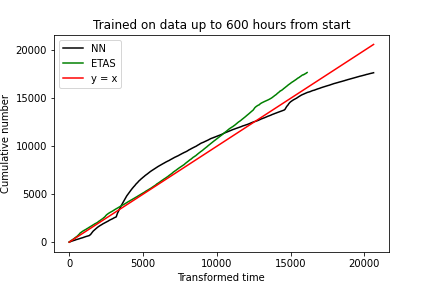 Trained on data up to 600 hours from start
NN
ETAS
y = x
Cumulative number
20000
15000
10000
5000
0
0 5000 10000 15000 20000
Transformed time